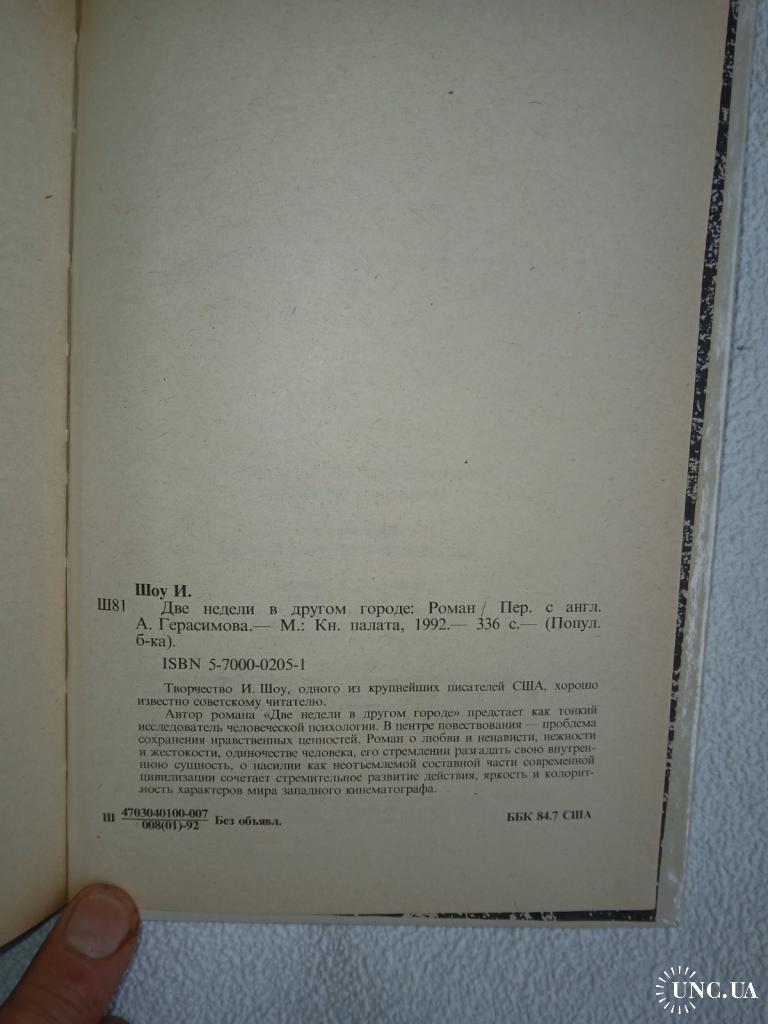 Шоу И.
Ш81
Две недели в другом городе: Роман / Пер. с англ.
А. Герасимова.— М.: Кн. палата, 1992.— 336 с.— (Попул.
б-ка).
ISBN 5-7000-0205-1
Творчество И. Шоу, одного из крупнейших писателей США, хорошо
известно советскому читателю.
Автор романа «Две недели в другом городе» предстает как тонкий
исследователь человеческой психологии. В центре повествования — проблема
сохранения нравственных ценностей. Роман о любви и ненависти, нежности
и жестокости, одиночестве человека, его стремлении разгадать свою внутрен-
нюю сущность, о насилии как неотъемлемой составной части современной
цивилизации сочетает стремительное развитие действия, яркость и колорит-
ность характеров мира западного кинематографа.
Ш 4703040100-007
008(01)-92 Без объявл.
ББК 84.7 США
UNC.UA